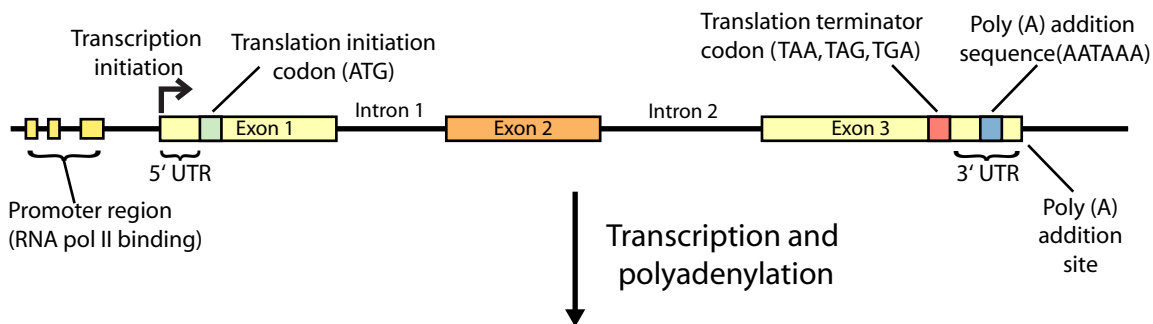 Transcription
initiation
Translation initiation
codon (ATG)
Translation terminator
codon (TAA,TAG,TGA)
Poly (A) addition
sequence(AATAAA)
Exon 1
Intron 1
Exon 2
Intron 2
Exon 3
5‘ UTR
3‘ UTR
Promoter region
(RNA pol II binding)
Poly (A)
addition
site
Transcription and
polyadenylation